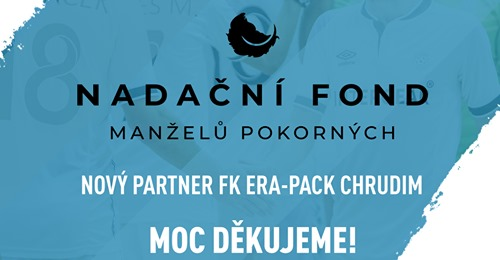 NADAČNÍ FOND
MANŽELŮ POKORNÝCH
NOVÝ PARTNER FK ERA-PACK CHRUDIM
MOC DĚKUJEME!